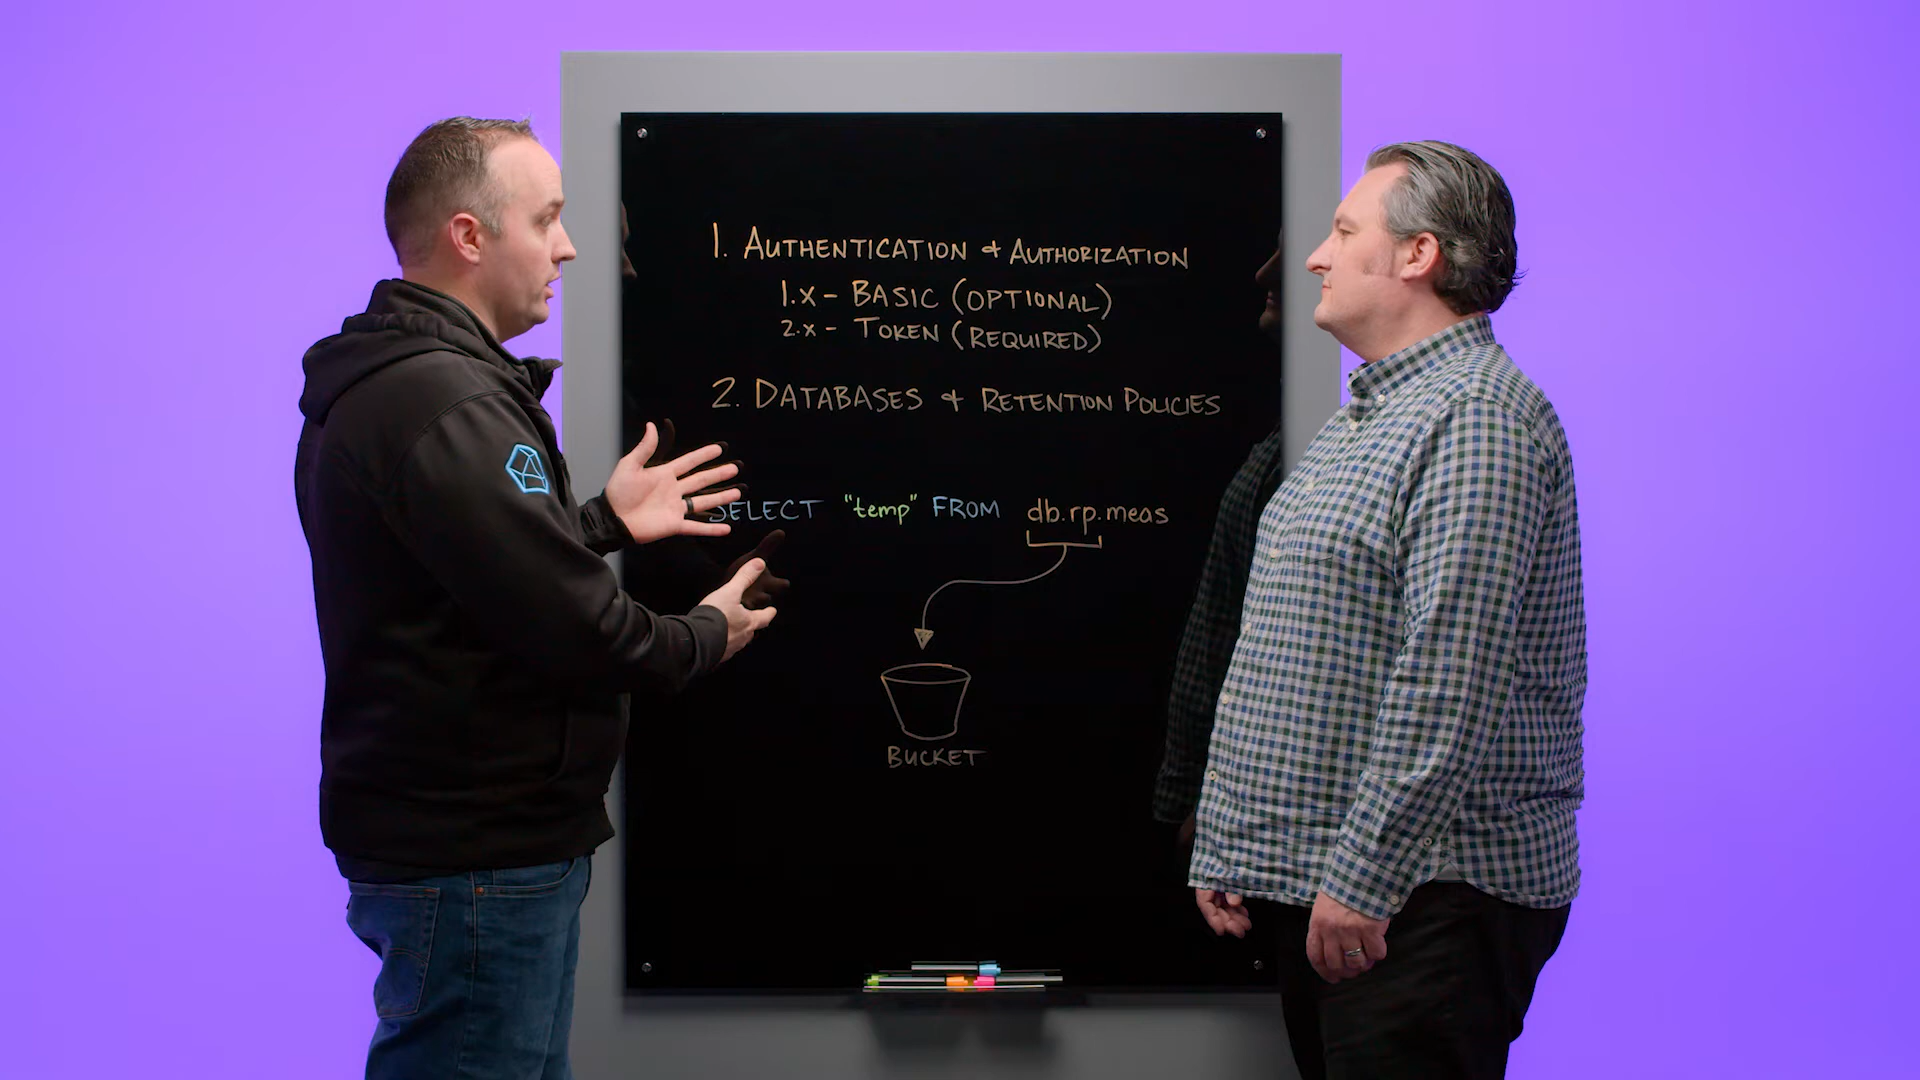 1. AUTHENTICATION & AUTHORIZATION
1.x - BASIC (OPTIONAL)
2.x - TOKEN (REQUIRED)
2. DATABASES & RETENTION POLICIES
SELECT "temp" FROM db.rp.meas
BUCKET